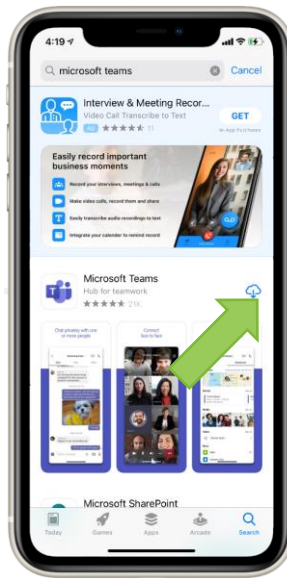 4:19
microsoft teams
Cancel
Interview & Meeting Recor...
Video Call Transcribe to Text
Ad ★★★★★ 11
GET
In-App Purchases
Easily record important
business moments
Record your interviews, meetings & calls
Make video calls, record them and share
Easily transcribe audio recordings to text
Integrate your calender to remind record
Microsoft Teams
Hub for teamwork
★★★★★ 21K
Chat privately with one
or more people
Connect
face to face
Microsoft SharePoint
Today
Games
Apps
Arcade
Search